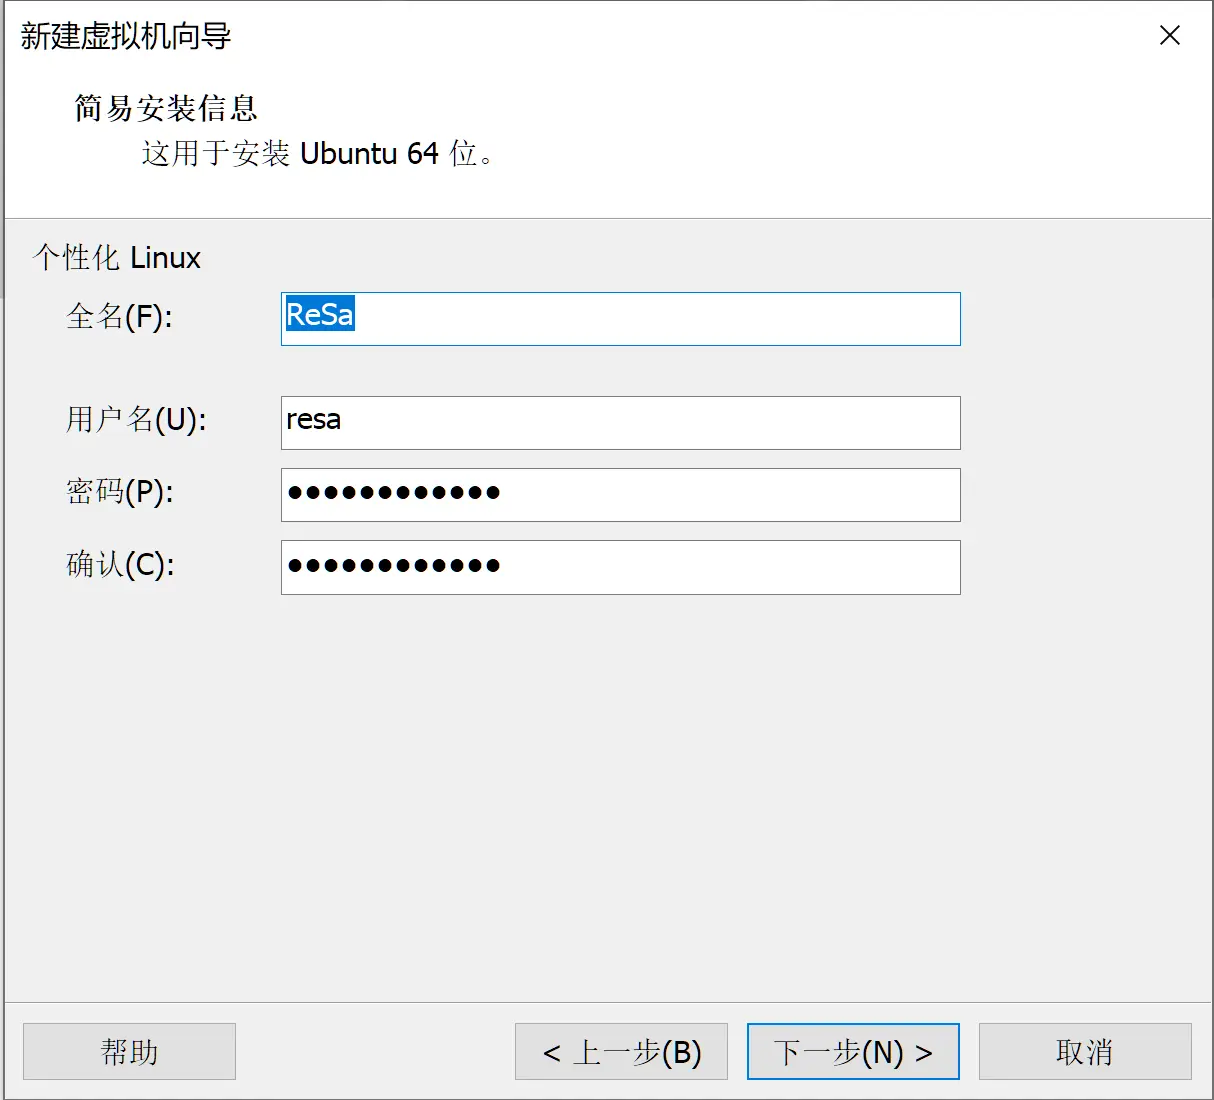 新建虚拟机向导
简易安装信息
这用于安装 Ubuntu 64 位。
个性化 Linux
全名(F): ReSa
用户名(U): resa
密码(P): ●●●●●●●●●●●●
确认(C): ●●●●●●●●●●●●
帮助 < 上一步(B) 下一步(N) > 取消